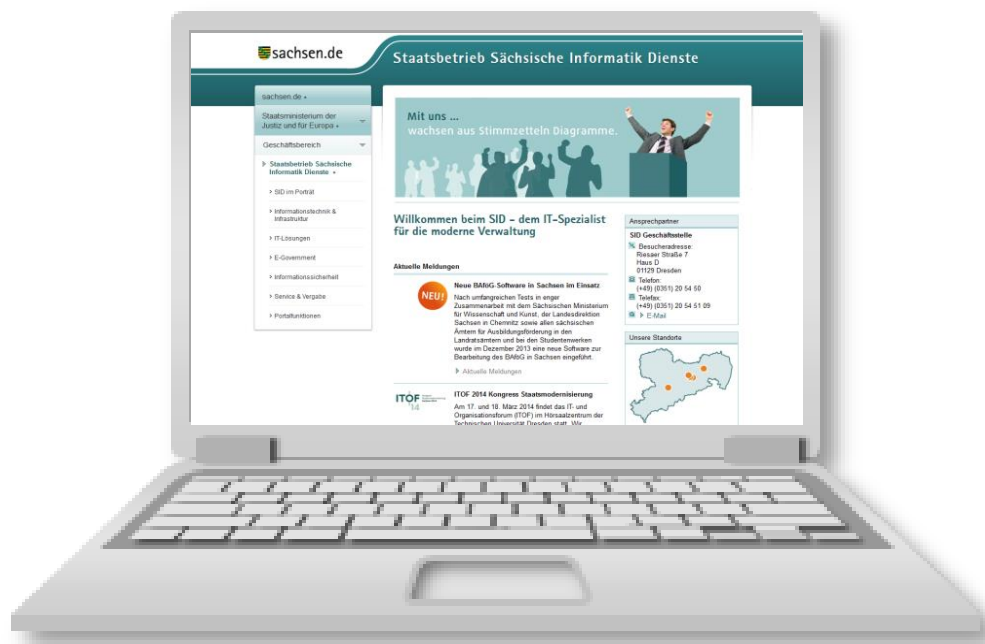 sachsen.de
Staatsbetrieb Sächsische Informatik Dienste
sachsen.de
Staatsministerium der
Justiz und für Europa
Geschäftsbereich
Staatsbetrieb Sächsische
Informatik Dienste
SID im Porträt
Informationstechnik &
Infrastruktur
IT-Lösungen
E-Government
Informationssicherheit
Service & Vergabe
Portalfunktionen
Mit uns ...
wachsen aus Stimmzetteln Diagramme.
Willkommen beim SID – dem IT-Spezialist
für die moderne Verwaltung
Aktuelle Meldungen
NEU!
Neue BAföG-Software in Sachsen im Einsatz
Nach umfangreichen Tests in enger
Zusammenarbeit mit dem Sächsischen Ministerium
für Wissenschaft und Kunst, der Landesdirektion
Sachsen in Chemnitz sowie allen sächsischen
Ämtern für Ausbildungsförderung in den
Landratsämtern und bei den Studentenwerken
wurde im Dezember 2013 eine neue Software zur
Bearbeitung des BAföG in Sachsen eingeführt.
Aktuelle Meldungen
ITOF
14
ITOF 2014 Kongress Staatsmodernisierung
Am 17. und 18. März 2014 findet das IT- und
Organisationsforum (ITOF) im Hörsaalzentrum der
Technischen Universität Dresden statt. Wir
Ansprechpartner
SID Geschäftsstelle
Besucheradresse:
Riesaer Straße 7
Haus D
01129 Dresden
Telefon:
(+49) (0351) 20 54 50
Telefax:
(+49) (0351) 20 54 51 09
E-Mail
Unsere Standorte